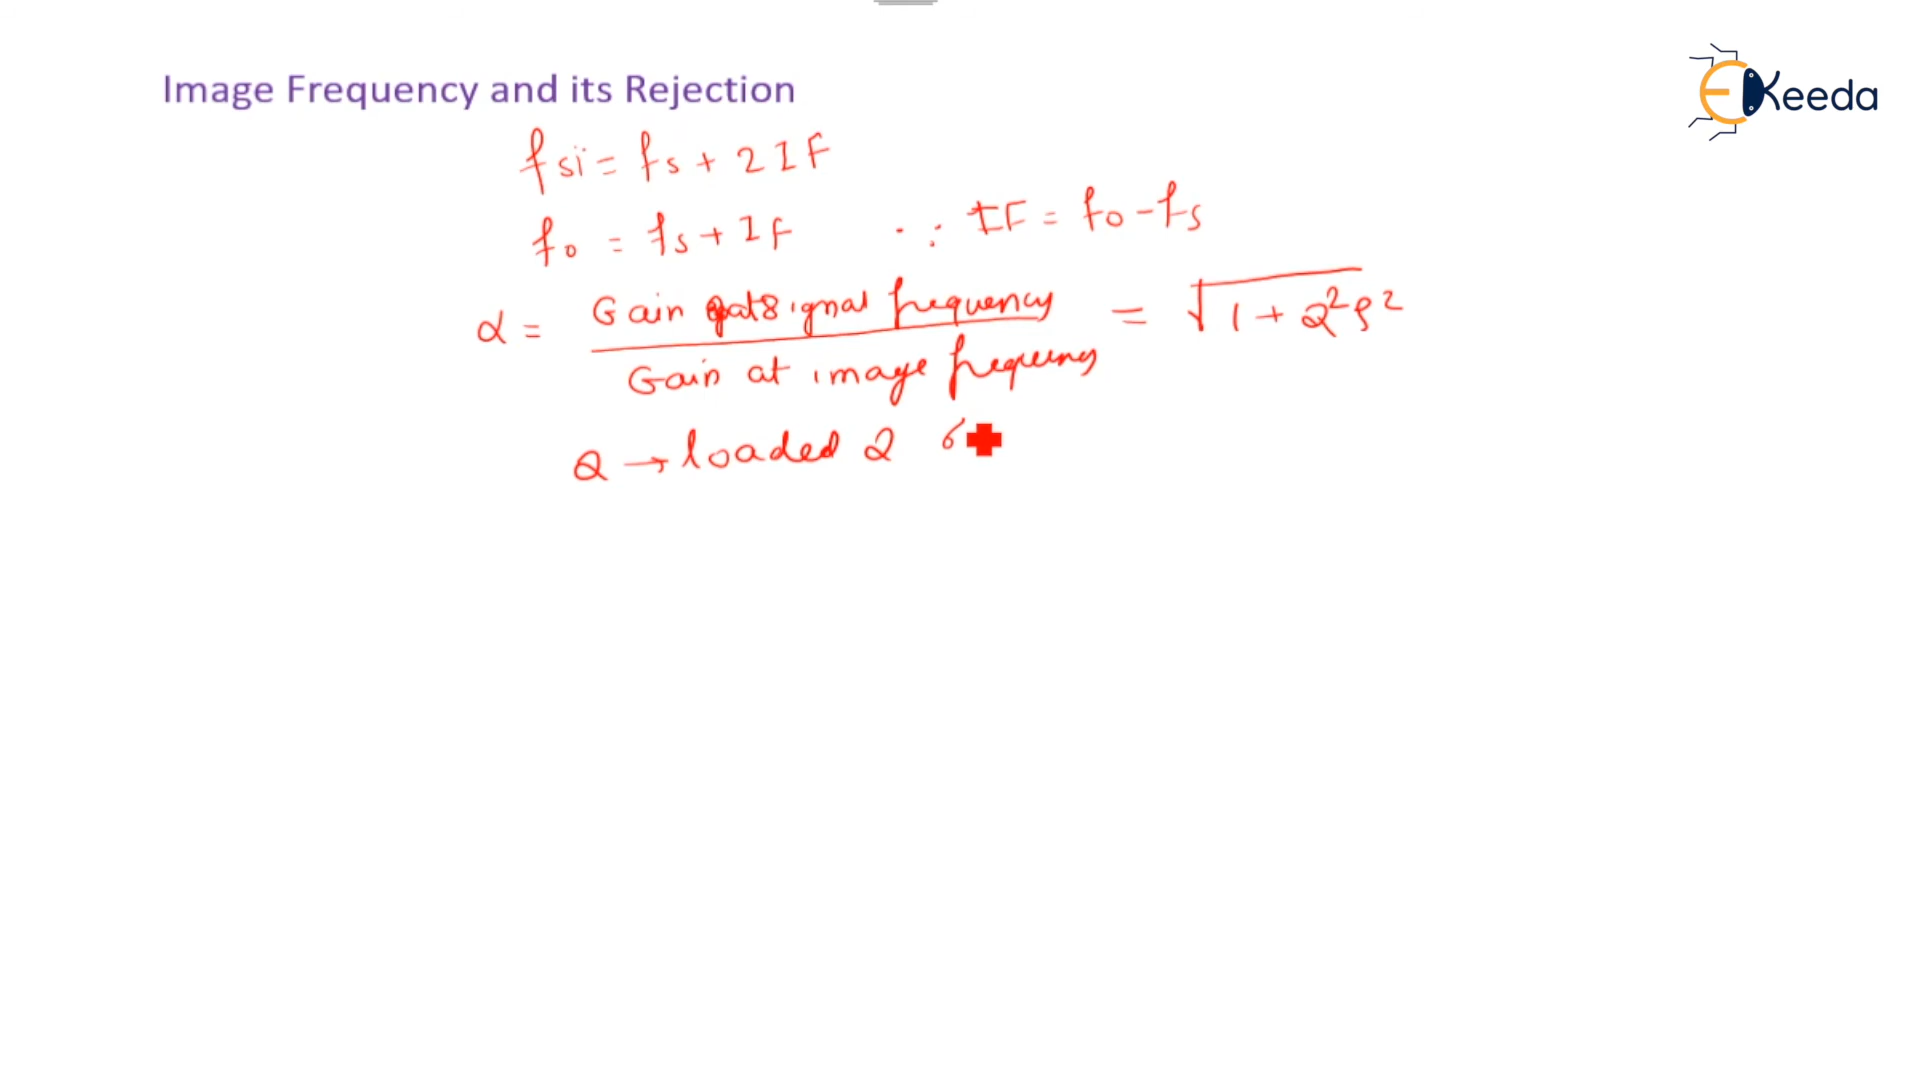 Image Frequency and its Rejection
EKeeda
fsi = fs + 2IF
fo = fs + IF ∵ IF = fo - fs
α = Gain at signal frequency / Gain at image frequency = √1 + Q²ρ²
Q → loaded Q